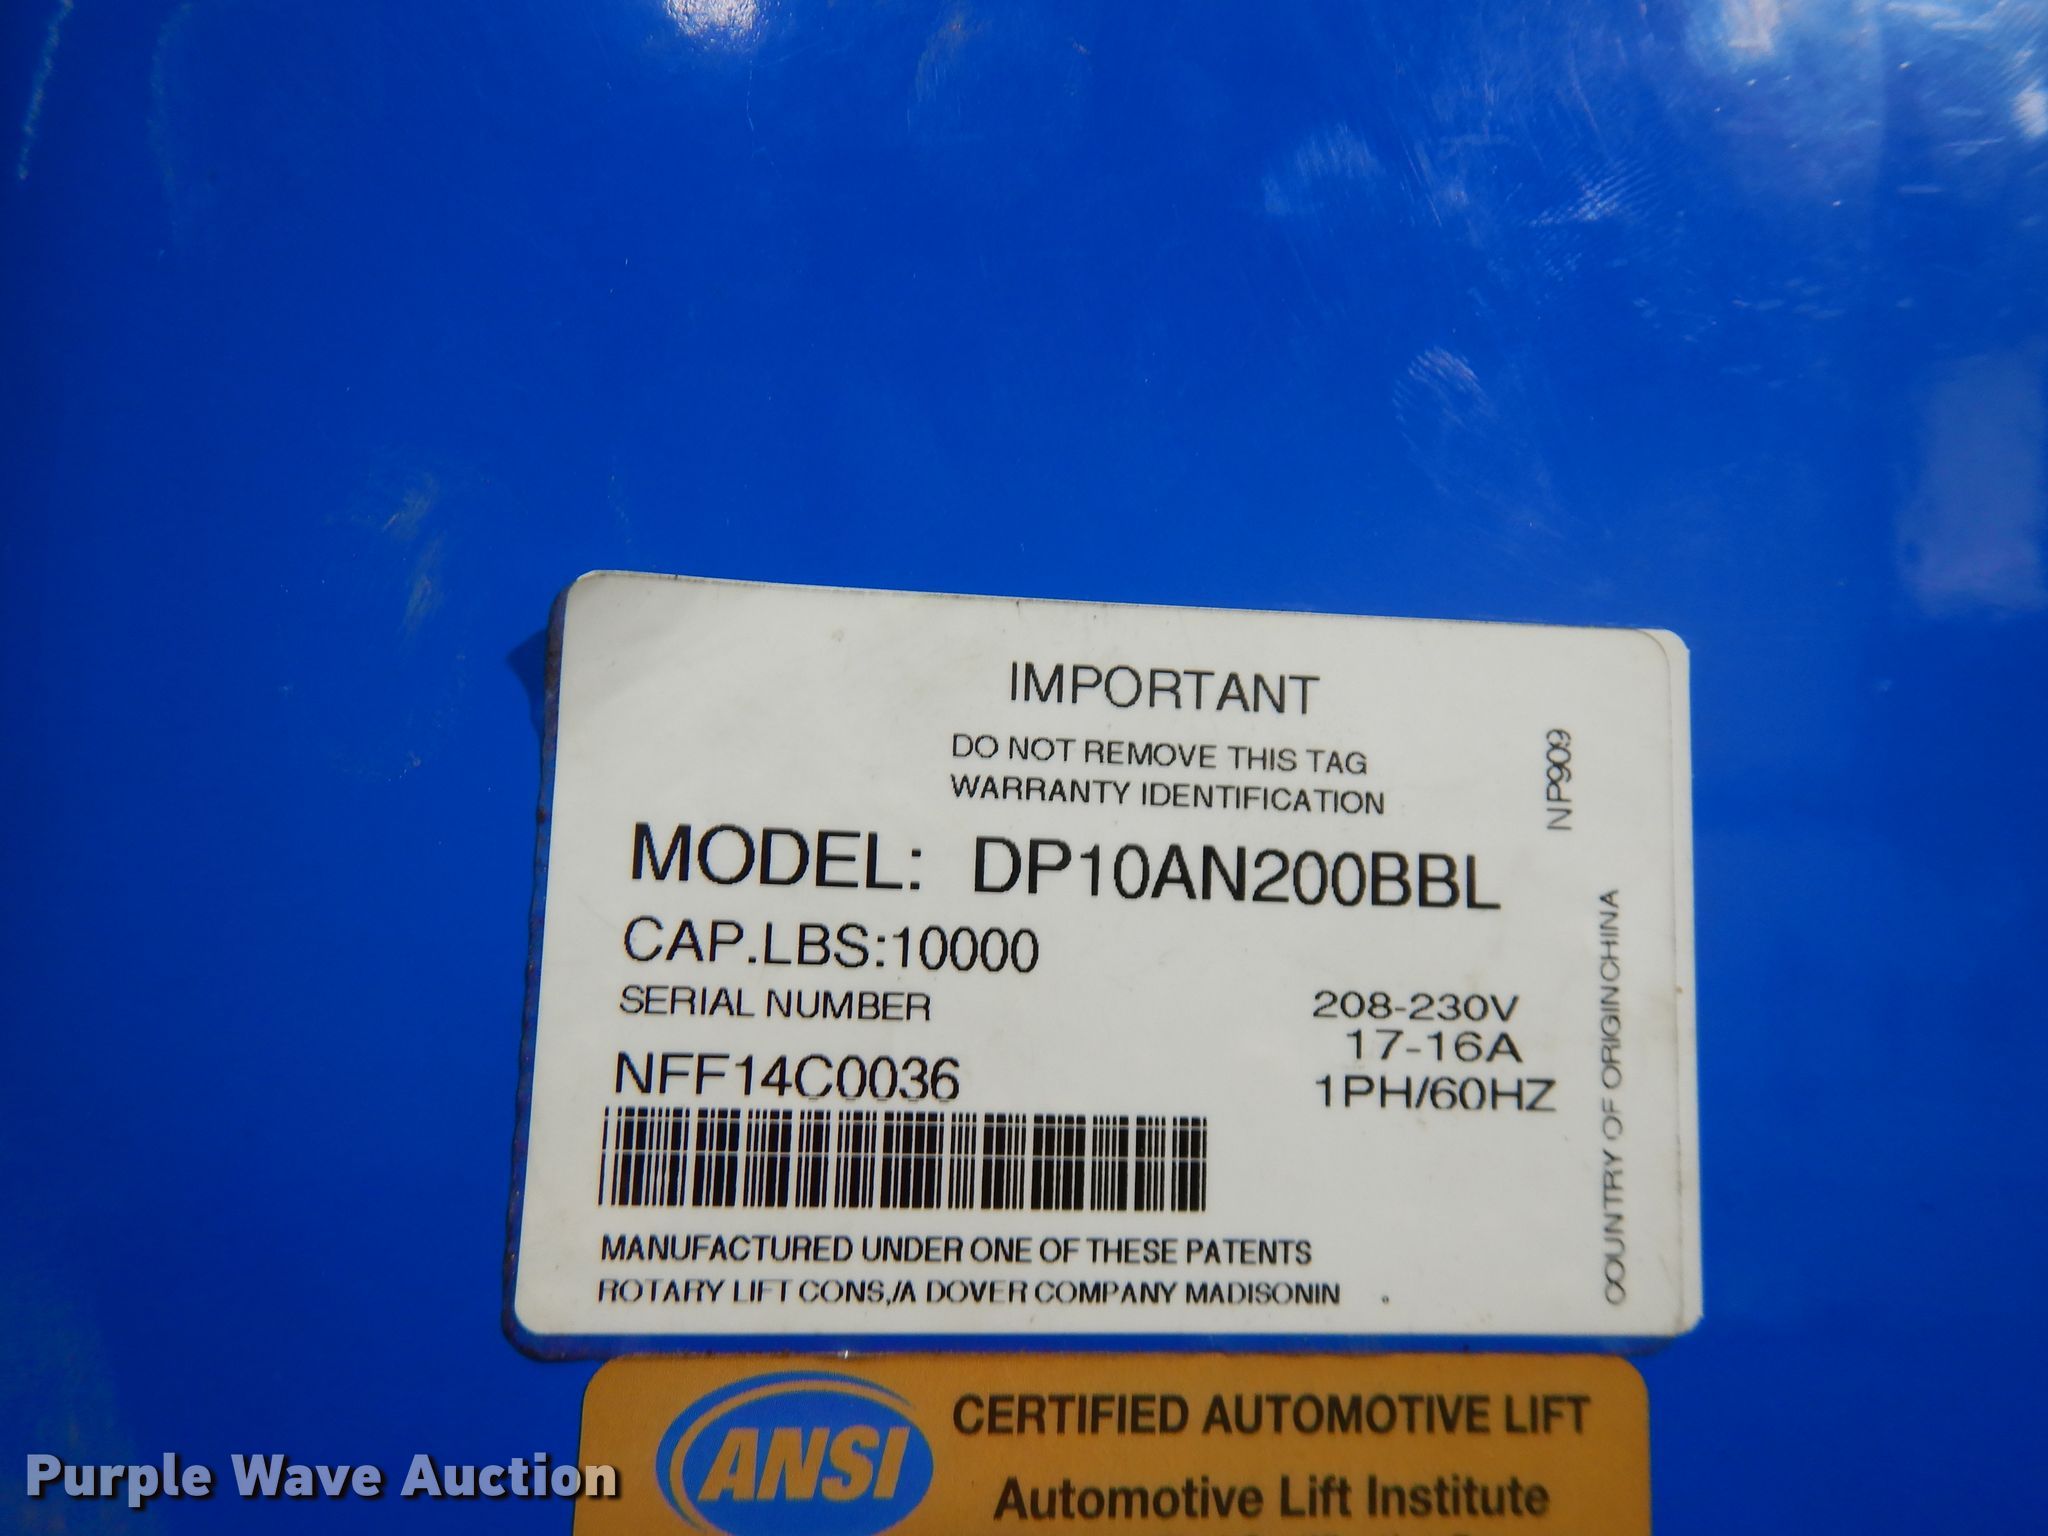 IMPORTANT
DO NOT REMOVE THIS TAG
WARRANTY IDENTIFICATION
MODEL: DP10AN200BBL
CAP.LBS:10000
SERIAL NUMBER
NFF14C0036
208-230V
17-16A
1PH/60HZ
NP909
COUNTRY OF ORIGIN:CHINA
MANUFACTURED UNDER ONE OF THESE PATENTS
ROTARY LIFT CONS,/A DOVER COMPANY MADISONIN .
ANSI
CERTIFIED AUTOMOTIVE LIFT
Automotive Lift Institute
Purple Wave Auction